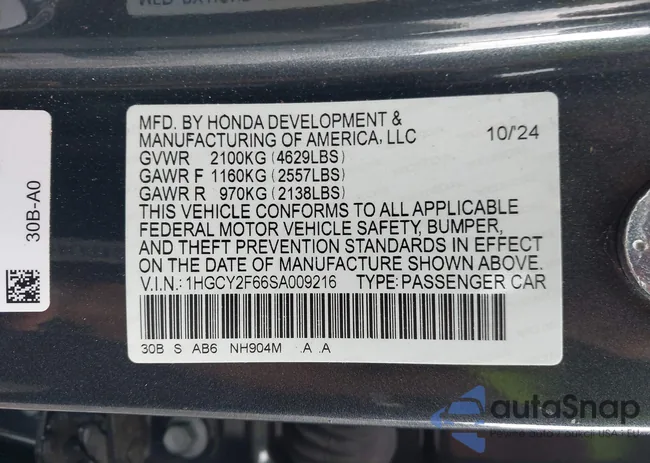 30B-A0
MFD. BY HONDA DEVELOPMENT &
MANUFACTURING OF AMERICA, LLC 10/'24
GVWR 2100KG (4629LBS)
GAWR F 1160KG (2557LBS)
GAWR R 970KG (2138LBS)
THIS VEHICLE CONFORMS TO ALL APPLICABLE
FEDERAL MOTOR VEHICLE SAFETY, BUMPER,
AND THEFT PREVENTION STANDARDS IN EFFECT
ON THE DATE OF MANUFACTURE SHOWN ABOVE.
V.I.N.: 1HGCY2F66SA009216 TYPE: PASSENGER CAR
30B S AB6 NH904M .A .A
autoSnap